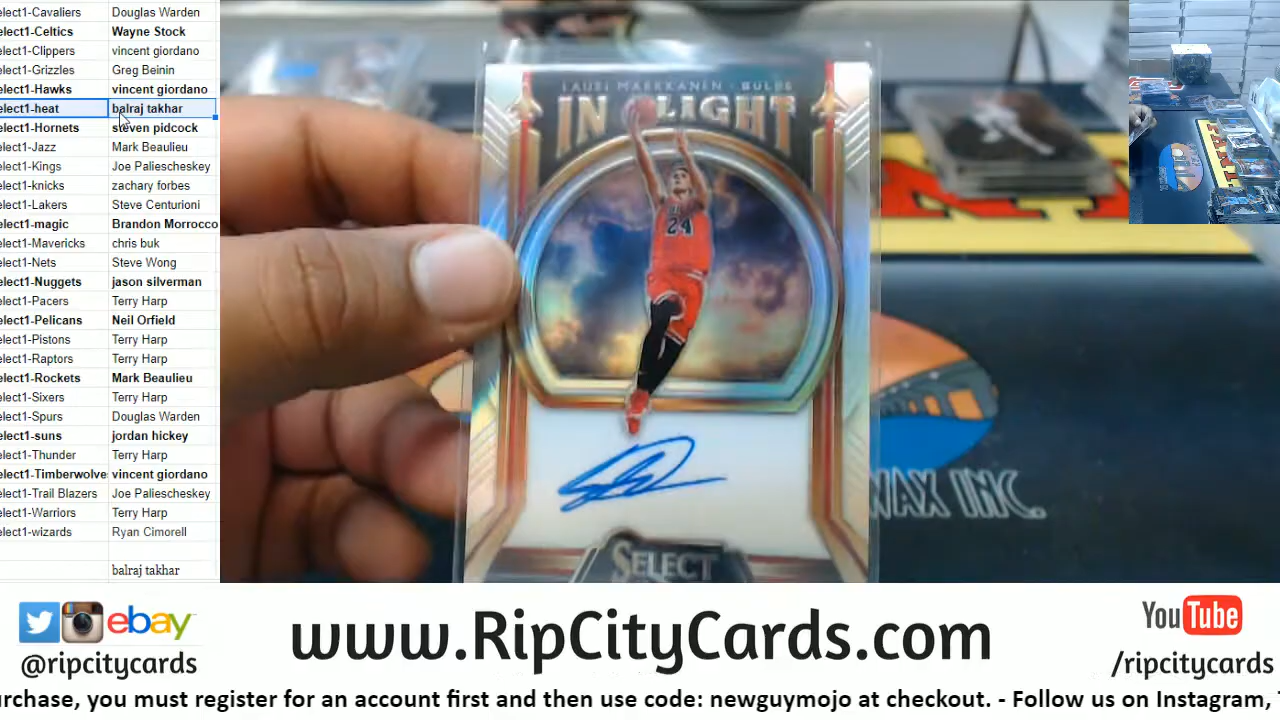 elect1-Cavaliers Douglas Warden
elect1-Celtics Wayne Stock
elect1-Clippers vincent giordano
elect1-Grizzles Greg Beinin
elect1-Hawks vincent giordano
elect1-heat balraj takhar
elect1-Hornets steven pidcock
elect1-Jazz Mark Beaulieu
elect1-Kings Joe Paliescheskey
elect1-knicks zachary forbes
elect1-Lakers Steve Centurioni
elect1-magic Brandon Morrocco
elect1-Mavericks chris buk
elect1-Nets Steve Wong
elect1-Nuggets jason silverman
elect1-Pacers Terry Harp
elect1-Pelicans Neil Orfield
elect1-Pistons Terry Harp
elect1-Raptors Terry Harp
elect1-Rockets Mark Beaulieu
elect1-Sixers Terry Harp
elect1-Spurs Douglas Warden
elect1-suns jordan hickey
elect1-Thunder Terry Harp
elect1-Timberwolve vincent giordano
elect1-Trail Blazers Joe Paliescheskey
elect1-Warriors Terry Harp
elect1-wizards Ryan Cimorell
balraj takhar
LAURI MARKKANEN - BULLS
IN FLIGHT
24
SELECT
WAX INC.
ebay
@ripcitycards
www.RipCityCards.com
YouTube
/ripcitycards
urchase, you must register for an account first and then use code: newguymojo at checkout. - Follow us on Instagram,